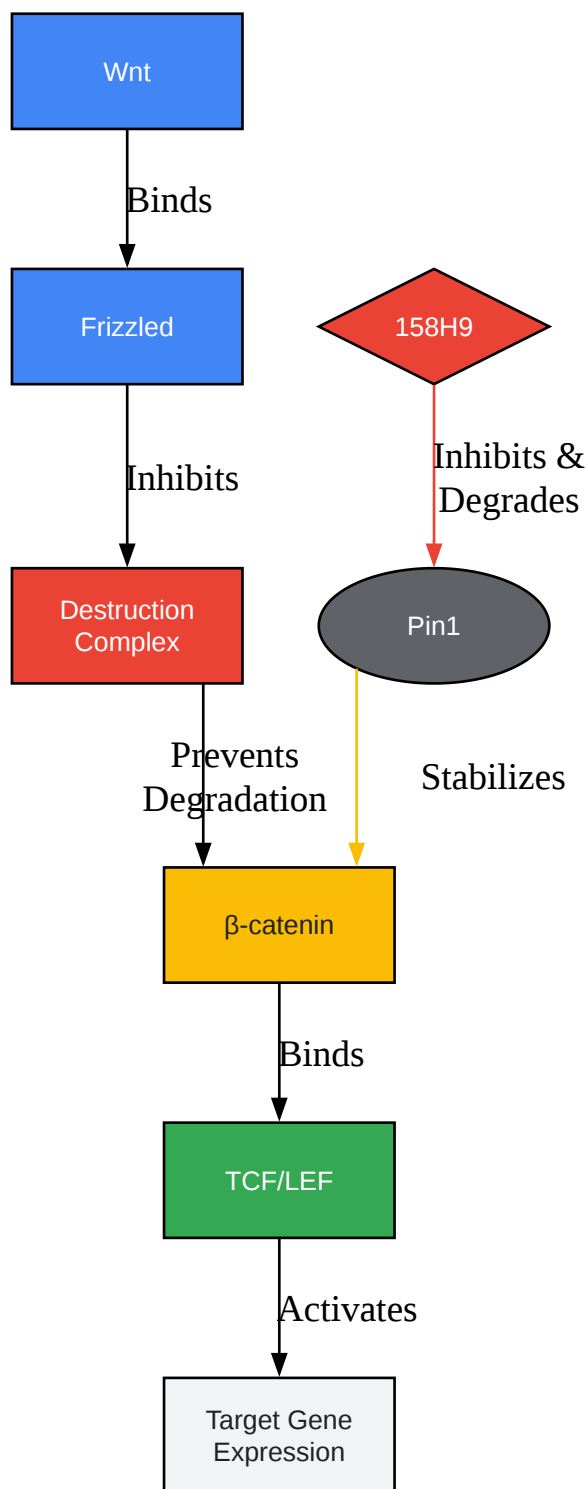 Wnt
Binds
Frizzled
158H9
Inhibits
Inhibits &
Degrades
Destruction
Complex
Pin1
Prevents
Degradation
Stabilizes
β-catenin
Binds
TCF/LEF
Activates
Target Gene
Expression